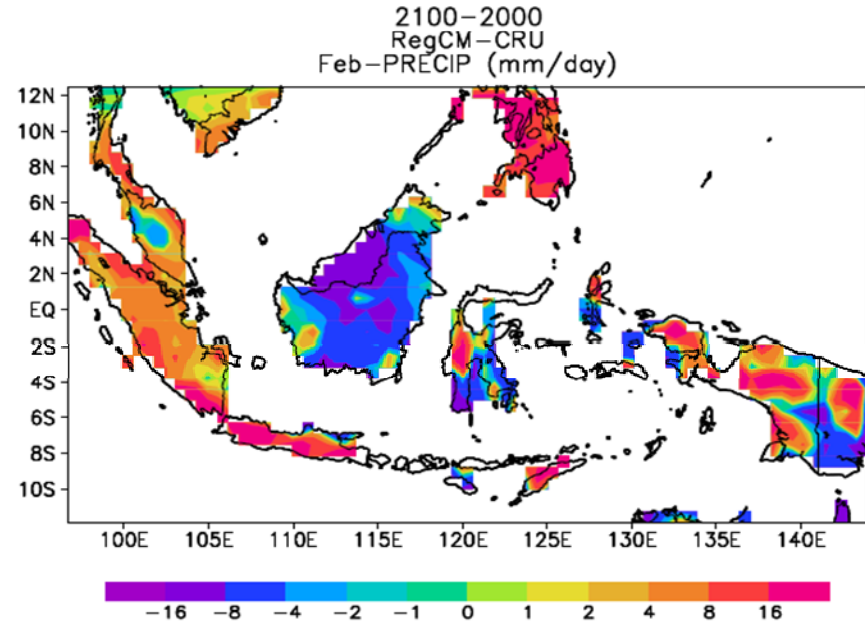 2100-2000
RegCM-CRU
Feb-PRECIP (mm/day)
12N
10N
8N
6N
4N
2N
EQ
2S
4S
6S
8S
10S
100E 105E 110E 115E 120E 125E 130E 135E 140E
-16 -8 -4 -2 -1 0 1 2 4 8 16